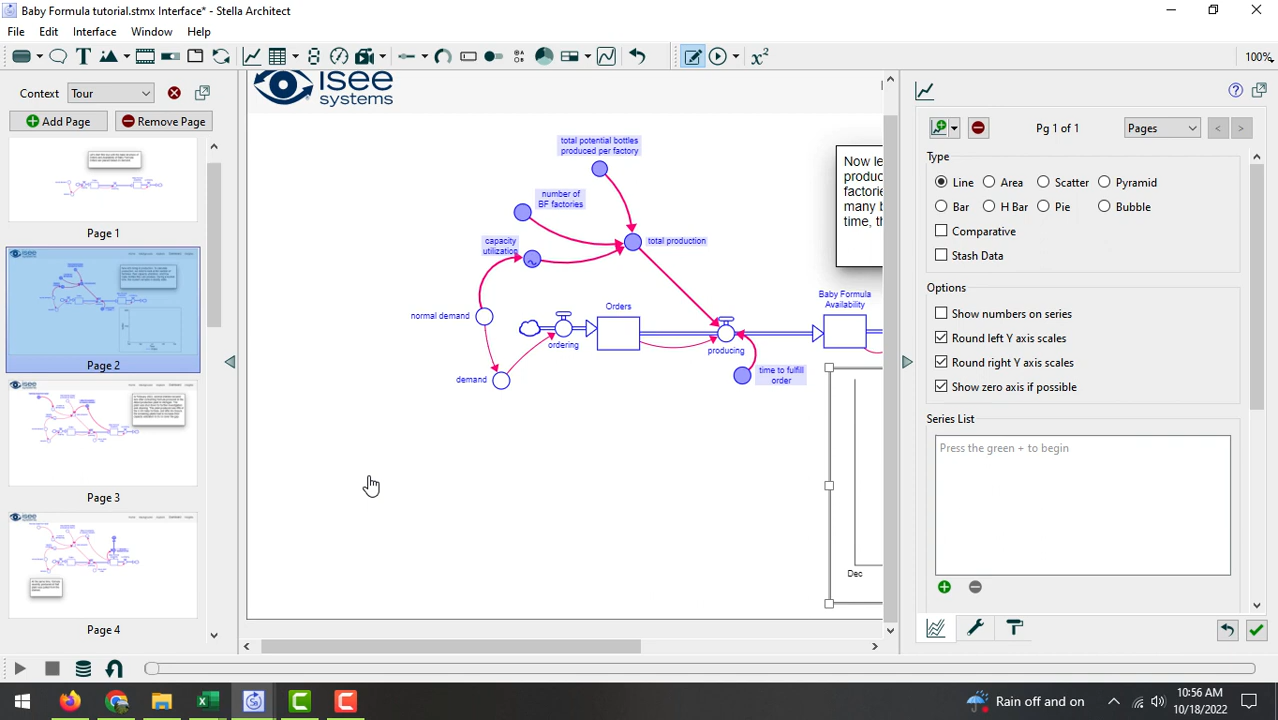 Baby Formula tutorial.stmx Interface* - Stella Architect
File Edit Interface Window Help
100%
Context Tour
Add Page Remove Page
Page 1
Page 2
Page 3
Page 4
isee
systems
total potential bottles
produced per factory
number of
BF factories
capacity
utilization
total production
normal demand
Orders
ordering
demand
producing
Baby Formula
Availability
time to fulfill
order
Now le
produc
factorie
many b
time, th
Dec
Pg 1 of 1
Pages
Type
Line Area Scatter Pyramid
Bar H Bar Pie Bubble
Comparative
Stash Data
Options
Show numbers on series
Round left Y axis scales
Round right Y axis scales
Show zero axis if possible
Series List
Press the green + to begin
Rain off and on
10:56 AM
10/18/2022